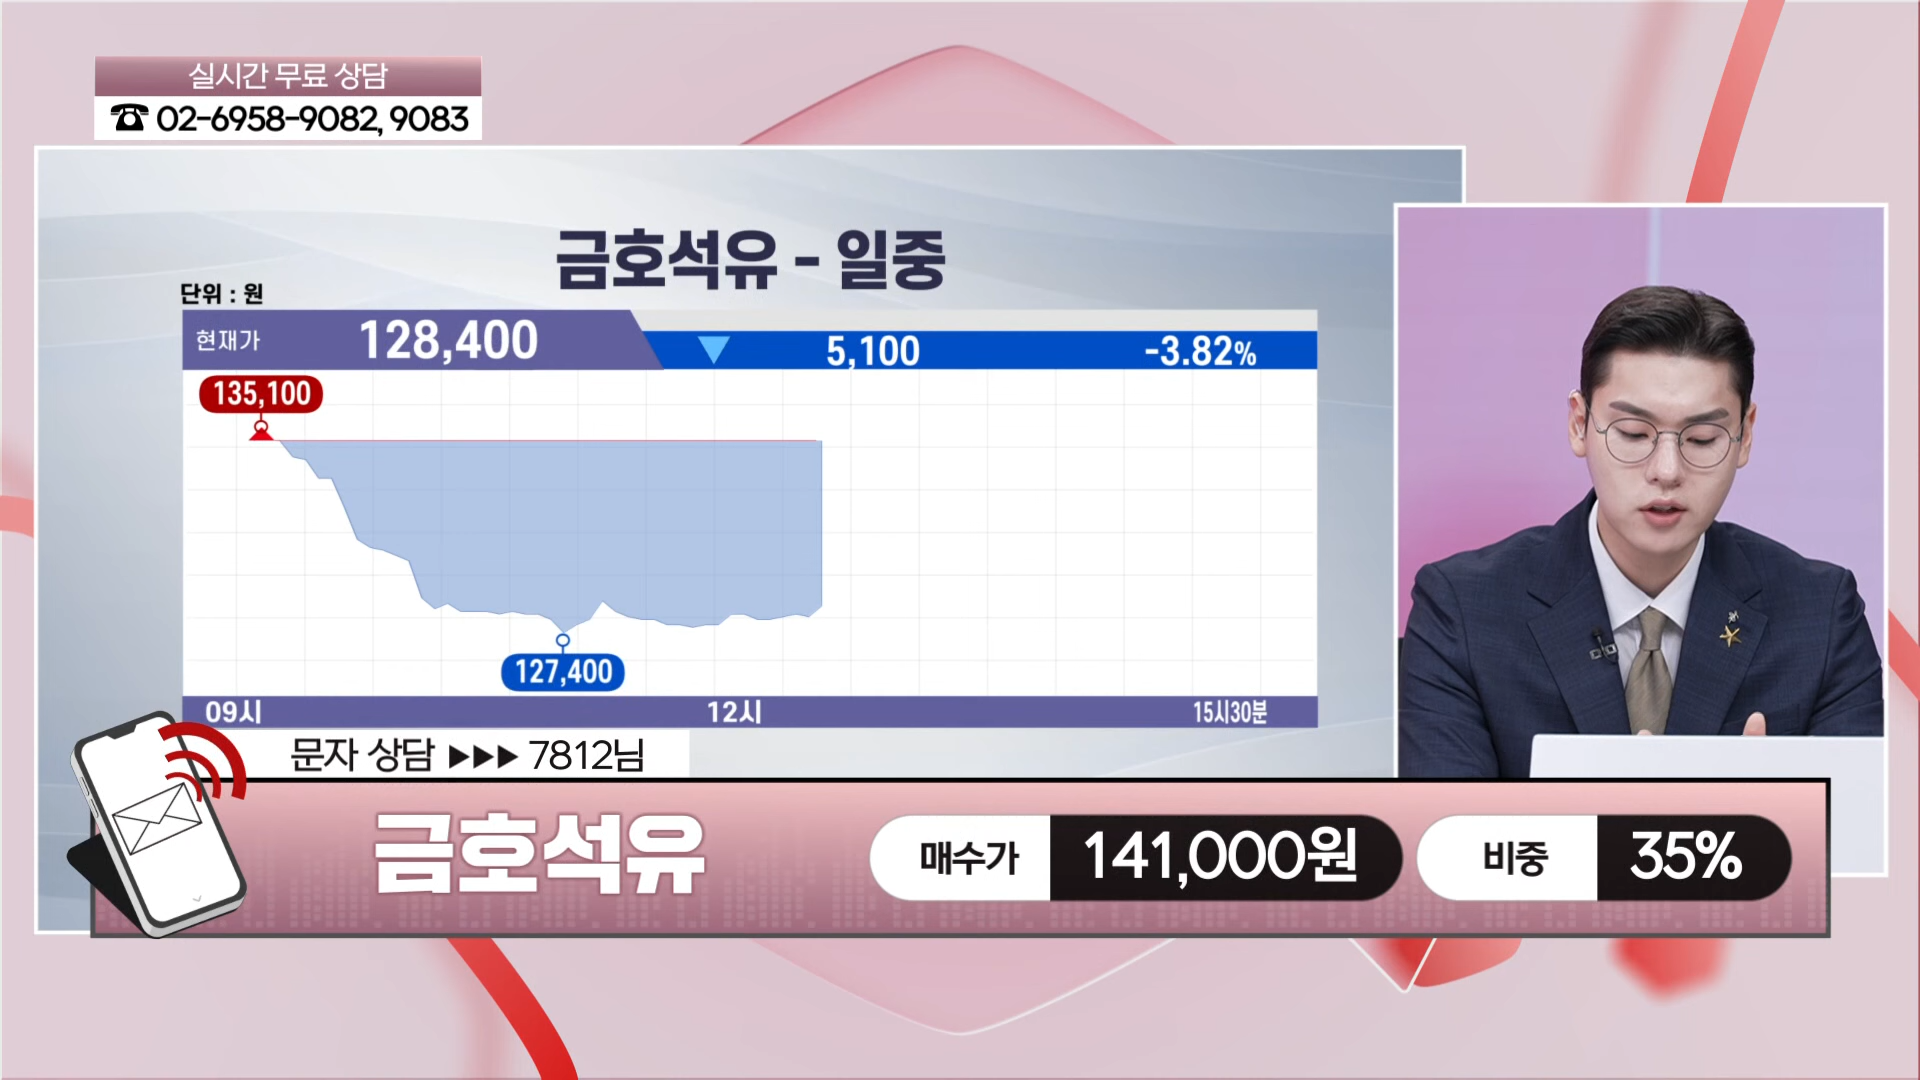 실시간 무료 상담
☎ 02-6958-9082, 9083
금호석유 - 일중
단위 : 원
현재가 128,400 ▼ 5,100 -3.82%
135,100
127,400
09시 12시 15시30분
문자 상담 ▶▶▶ 7812님
금호석유 매수가 141,000원 비중 35%